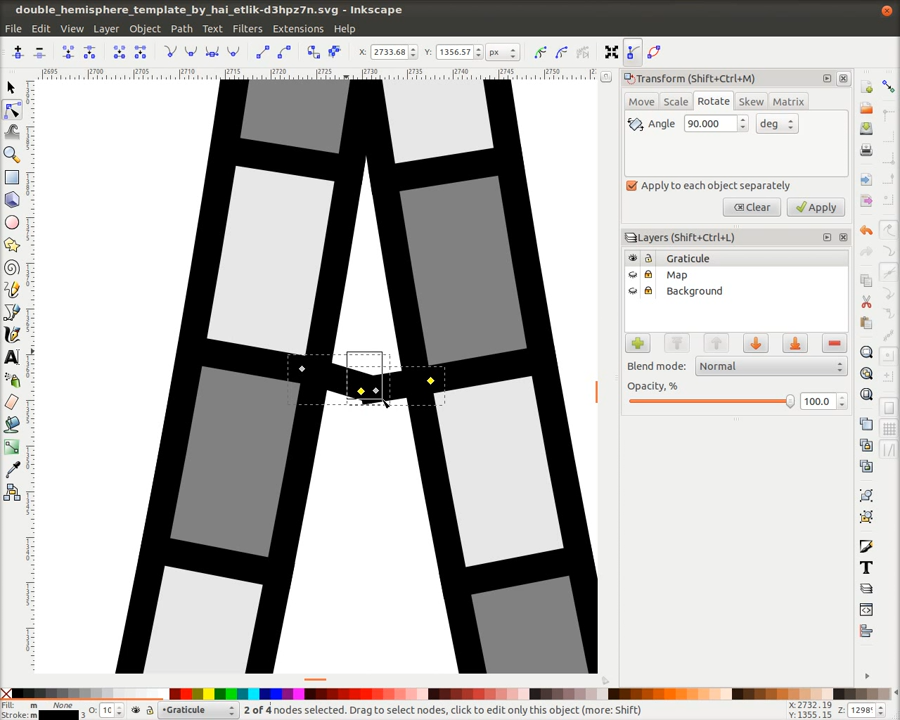 double_hemisphere_template_by_hai_etlik-d3hpz7n.svg - Inkscape
File Edit View Layer Object Path Text Filters Extensions Help
X: 2733.68 Y: 1356.57 px
2695 2700 2705 2710 2715 2720 2725 2730 2735 2740 2745 2750
Transform (Shift+Ctrl+M)
Move Scale Rotate Skew Matrix
Angle 90.000 deg
Apply to each object separately
Clear Apply
Layers (Shift+Ctrl+L)
Graticule
Map
Background
Blend mode: Normal
Opacity, %
100.0
Fill: m None O: 10 •Graticule 2 of 4 nodes selected. Drag to select nodes, click to edit only this object (more: Shift) X: 2732.19 Z: 1298
Stroke: m 3 Y: 1355.15